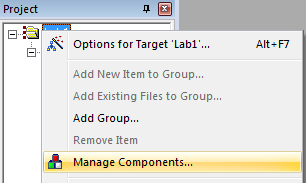 Project
Options for Target 'Lab1'... Alt+F7
Add New Item to Group...
Add Existing Files to Group...
Add Group...
Remove Item
Manage Components...